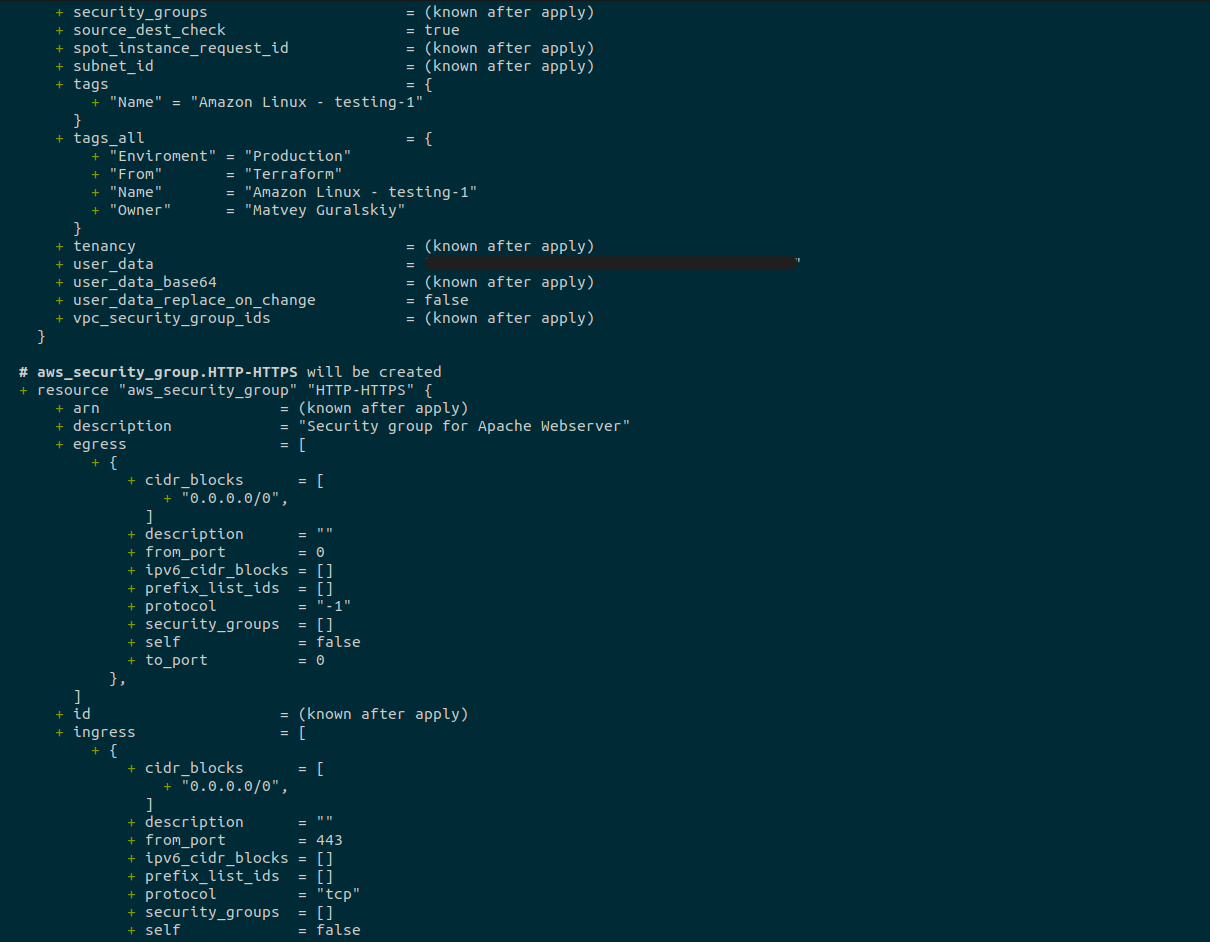 + security_groups                      = (known after apply)
      + source_dest_check                    = true
      + spot_instance_request_id             = (known after apply)
      + subnet_id                            = (known after apply)
      + tags                                 = {
          + "Name" = "Amazon Linux - testing-1"
        }
      + tags_all                             = {
          + "Enviroment" = "Production"
          + "From"       = "Terraform"
          + "Name"       = "Amazon Linux - testing-1"
          + "Owner"      = "Matvey Guralskiy"
        }
      + tenancy                              = (known after apply)
      + user_data                            = "
      + user_data_base64                     = (known after apply)
      + user_data_replace_on_change          = false
      + vpc_security_group_ids               = (known after apply)
    }

  # aws_security_group.HTTP-HTTPS will be created
  + resource "aws_security_group" "HTTP-HTTPS" {
      + arn                    = (known after apply)
      + description            = "Security group for Apache Webserver"
      + egress                 = [
          + {
              + cidr_blocks      = [
                  + "0.0.0.0/0",
                ]
              + description      = ""
              + from_port        = 0
              + ipv6_cidr_blocks = []
              + prefix_list_ids  = []
              + protocol         = "-1"
              + security_groups  = []
              + self             = false
              + to_port          = 0
            },
        ]
      + id                     = (known after apply)
      + ingress                = [
          + {
              + cidr_blocks      = [
                  + "0.0.0.0/0",
                ]
              + description      = ""
              + from_port        = 443
              + ipv6_cidr_blocks = []
              + prefix_list_ids  = []
              + protocol         = "tcp"
              + security_groups  = []
              + self             = false